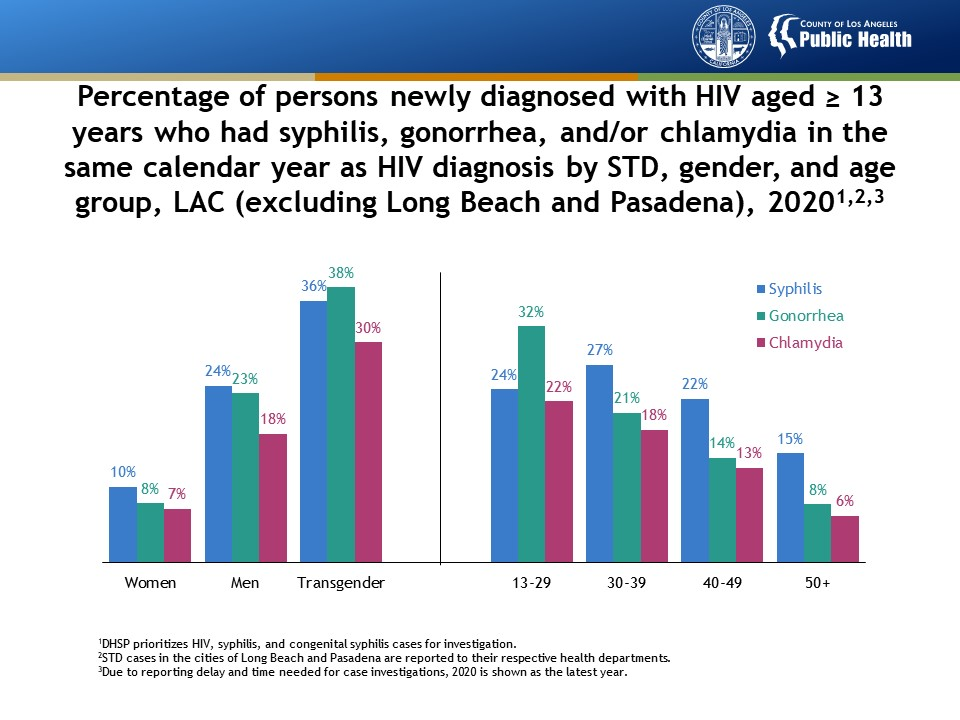 COUNTY OF LOS ANGELES
Public Health
Percentage of persons newly diagnosed with HIV aged ≥ 13
years who had syphilis, gonorrhea, and/or chlamydia in the
same calendar year as HIV diagnosis by STD, gender, and age
group, LAC (excluding Long Beach and Pasadena), 2020¹,²,³
Syphilis
Gonorrhea
Chlamydia
10%
8%
7%
24%
23%
18%
36%
38%
30%
24%
32%
22%
27%
21%
18%
22%
14%
13%
15%
8%
6%
Women
Men
Transgender
13-29
30-39
40-49
50+
¹DHSP prioritizes HIV, syphilis, and congenital syphilis cases for investigation.
²STD cases in the cities of Long Beach and Pasadena are reported to their respective health departments.
³Due to reporting delay and time needed for case investigations, 2020 is shown as the latest year.